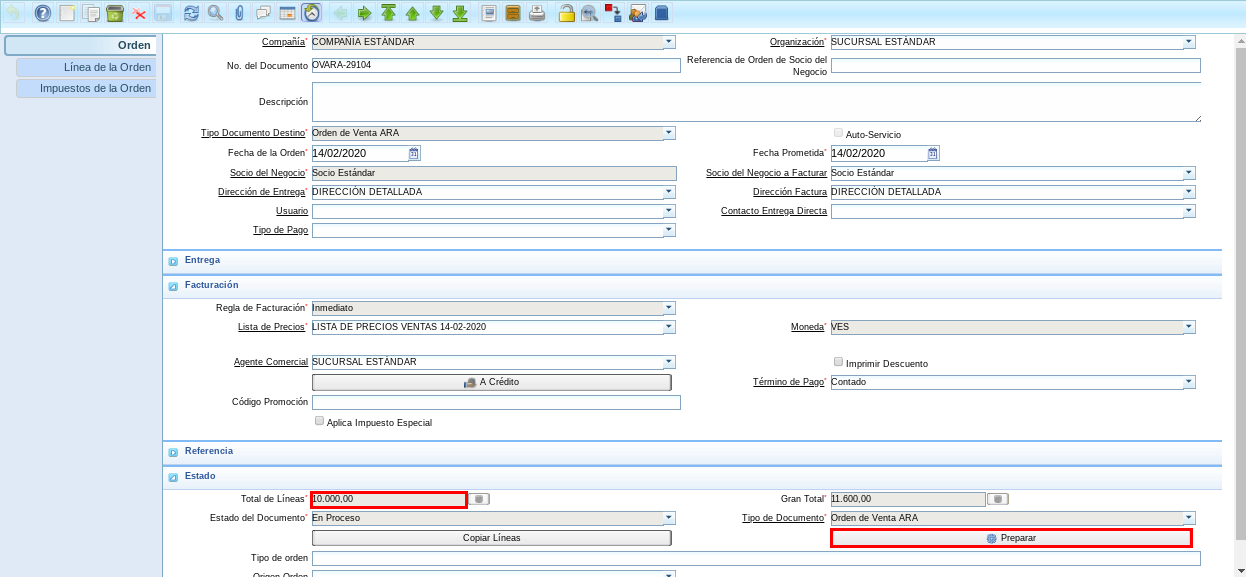 Orden
Línea de la Orden
Impuestos de la Orden
Compañía* COMPAÑÍA ESTÁNDAR Organización* SUCURSAL ESTÁNDAR
No. del Documento OVARA-29104 Referencia de Orden de Socio del Negocio
Descripción
Tipo Documento Destino* Orden de Venta ARA Auto-Servicio
Fecha de la Orden* 14/02/2020 Fecha Prometida* 14/02/2020
Socio del Negocio* Socio Estándar Socio del Negocio a Facturar Socio Estándar
Dirección de Entrega* DIRECCIÓN DETALLADA Dirección Factura DIRECCIÓN DETALLADA
Usuario Contacto Entrega Directa
Tipo de Pago
Entrega
Facturación
Regla de Facturación* Inmediato
Lista de Precios* LISTA DE PRECIOS VENTAS 14-02-2020 Moneda* VES
Agente Comercial SUCURSAL ESTÁNDAR Imprimir Descuento
A Crédito Término de Pago* Contado
Código Promoción
Aplica Impuesto Especial
Referencia
Estado
Total de Líneas* 10.000,00 Gran Total* 11.600,00
Estado del Documento* En Proceso Tipo de Documento* Orden de Venta ARA
Copiar Líneas Preparar
Tipo de orden
Origen Orden